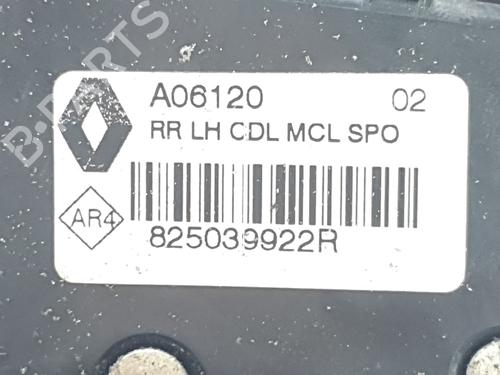 B-PARTS
A06120 02
RR LH CDL MCL SPO
AR4
825039922R